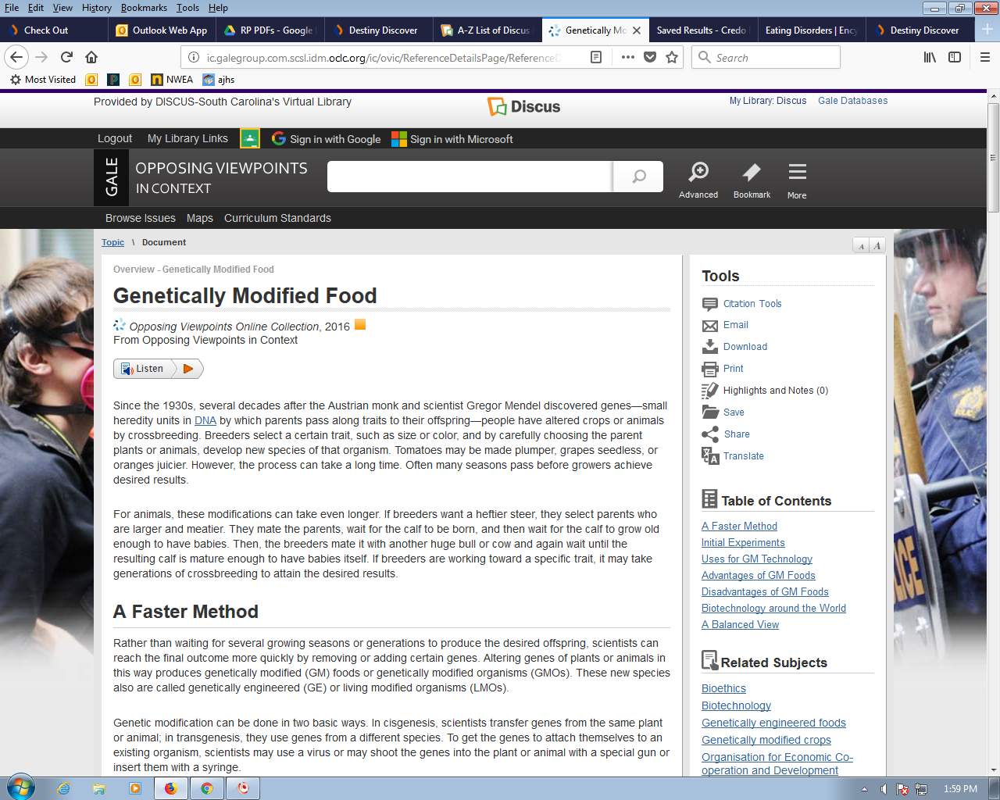 File Edit View History Bookmarks Tools Help
Check Out
Outlook Web App
RP PDFs - Google
Destiny Discover
A-Z List of Discus
Genetically Mo
Saved Results - Credo
Eating Disorders | Ency
Destiny Discover
ic.galegroup.com.scsl.idm.oclc.org/ic/ovic/ReferenceDetailsPage/Reference
Search
Most Visited
NWEA
ajhs
Provided by DISCUS-South Carolina's Virtual Library
Discus
My Library: Discus Gale Databases
Logout My Library Links Sign in with Google Sign in with Microsoft
GALE
OPPOSING VIEWPOINTS
IN CONTEXT
Advanced
Bookmark
More
Browse Issues Maps Curriculum Standards
Topic \ Document
A A
Overview - Genetically Modified Food
Genetically Modified Food
Opposing Viewpoints Online Collection, 2016
From Opposing Viewpoints in Context
Listen
Since the 1930s, several decades after the Austrian monk and scientist Gregor Mendel discovered genes—small
heredity units in DNA by which parents pass along traits to their offspring—people have altered crops or animals
by crossbreeding. Breeders select a certain trait, such as size or color, and by carefully choosing the parent
plants or animals, develop new species of that organism. Tomatoes may be made plumper, grapes seedless, or
oranges juicier. However, the process can take a long time. Often many seasons pass before growers achieve
desired results.
For animals, these modifications can take even longer. If breeders want a heftier steer, they select parents who
are larger and meatier. They mate the parents, wait for the calf to be born, and then wait for the calf to grow old
enough to have babies. Then, the breeders mate it with another huge bull or cow and again wait until the
resulting calf is mature enough to have babies itself. If breeders are working toward a specific trait, it may take
generations of crossbreeding to attain the desired results.
A Faster Method
Rather than waiting for several growing seasons or generations to produce the desired offspring, scientists can
reach the final outcome more quickly by removing or adding certain genes. Altering genes of plants or animals in
this way produces genetically modified (GM) foods or genetically modified organisms (GMOs). These new species
also are called genetically engineered (GE) or living modified organisms (LMOs).
Genetic modification can be done in two basic ways. In cisgenesis, scientists transfer genes from the same plant
or animal; in transgenesis, they use genes from a different species. To get the genes to attach themselves to an
existing organism, scientists may use a virus or may shoot the genes into the plant or animal with a special gun or
insert them with a syringe.
Tools
Citation Tools
Email
Download
Print
Highlights and Notes (0)
Save
Share
Translate
Table of Contents
A Faster Method
Initial Experiments
Uses for GM Technology
Advantages of GM Foods
Disadvantages of GM Foods
Biotechnology around the World
A Balanced View
Related Subjects
Bioethics
Biotechnology
Genetically engineered foods
Genetically modified crops
Organisation for Economic Co-
operation and Development
1:59 PM